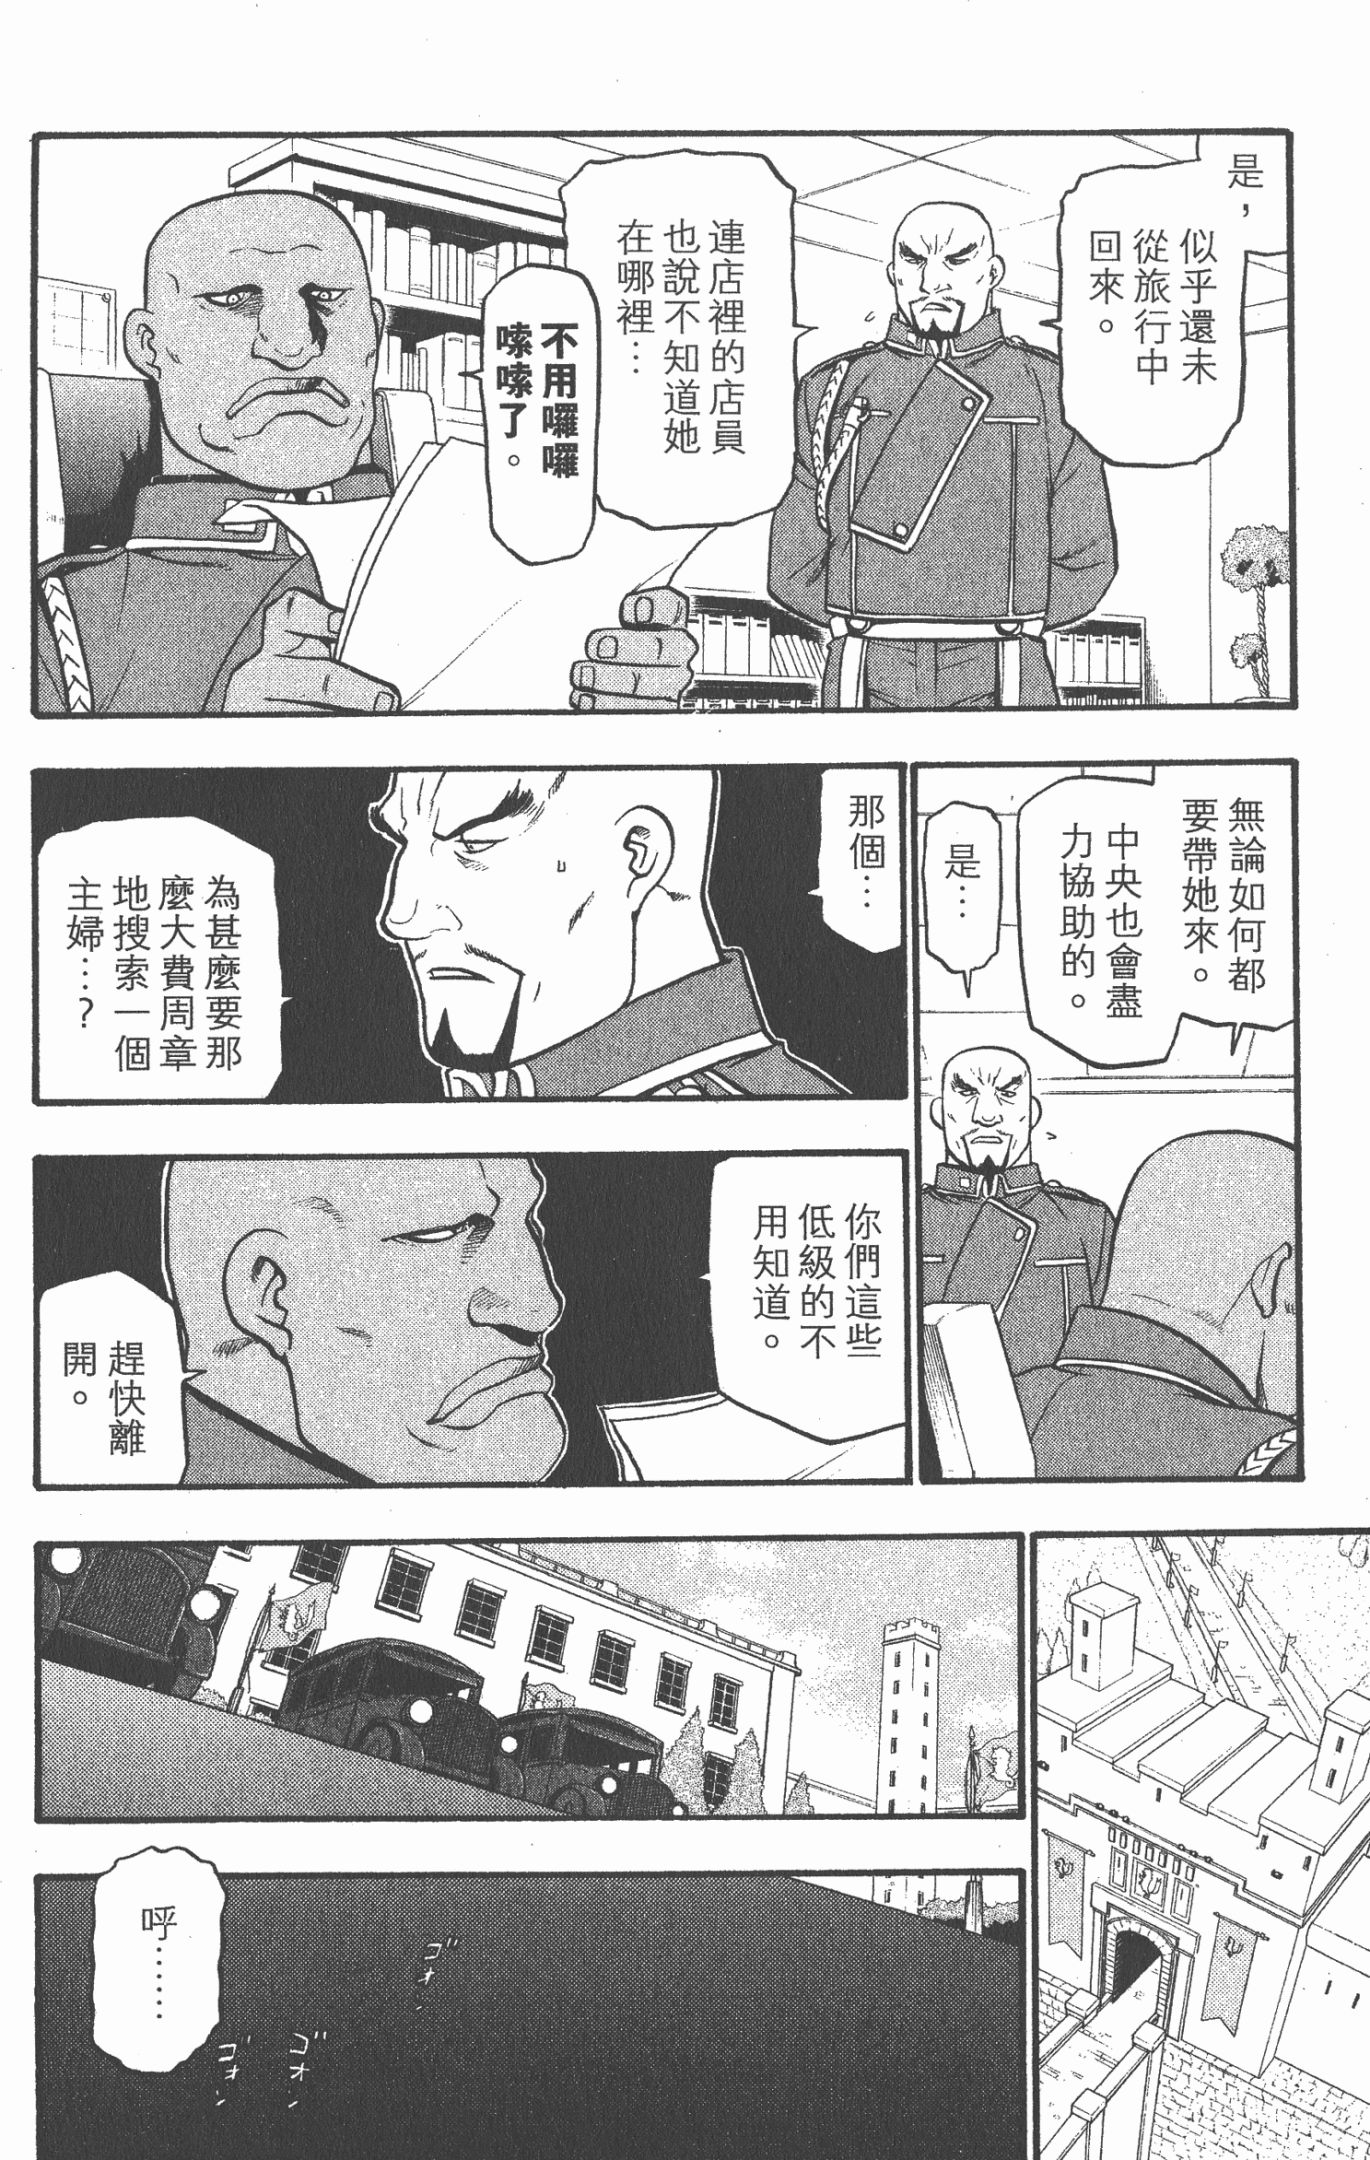 是，
似乎還未
從旅行中
回來。
連店裡的店員
也說不知道她
在哪裡…
不用囉囉
嗦嗦了。
無論如何都
要帶她來。
中央也會盡
力協助的。
是…
那個…
為甚麼要那
麼大費周章
地搜索一個
主婦…？
你們這些
低級的不
用知道。
趕快離
開。
呼……
ゴォ
ゴォン
ゴォン